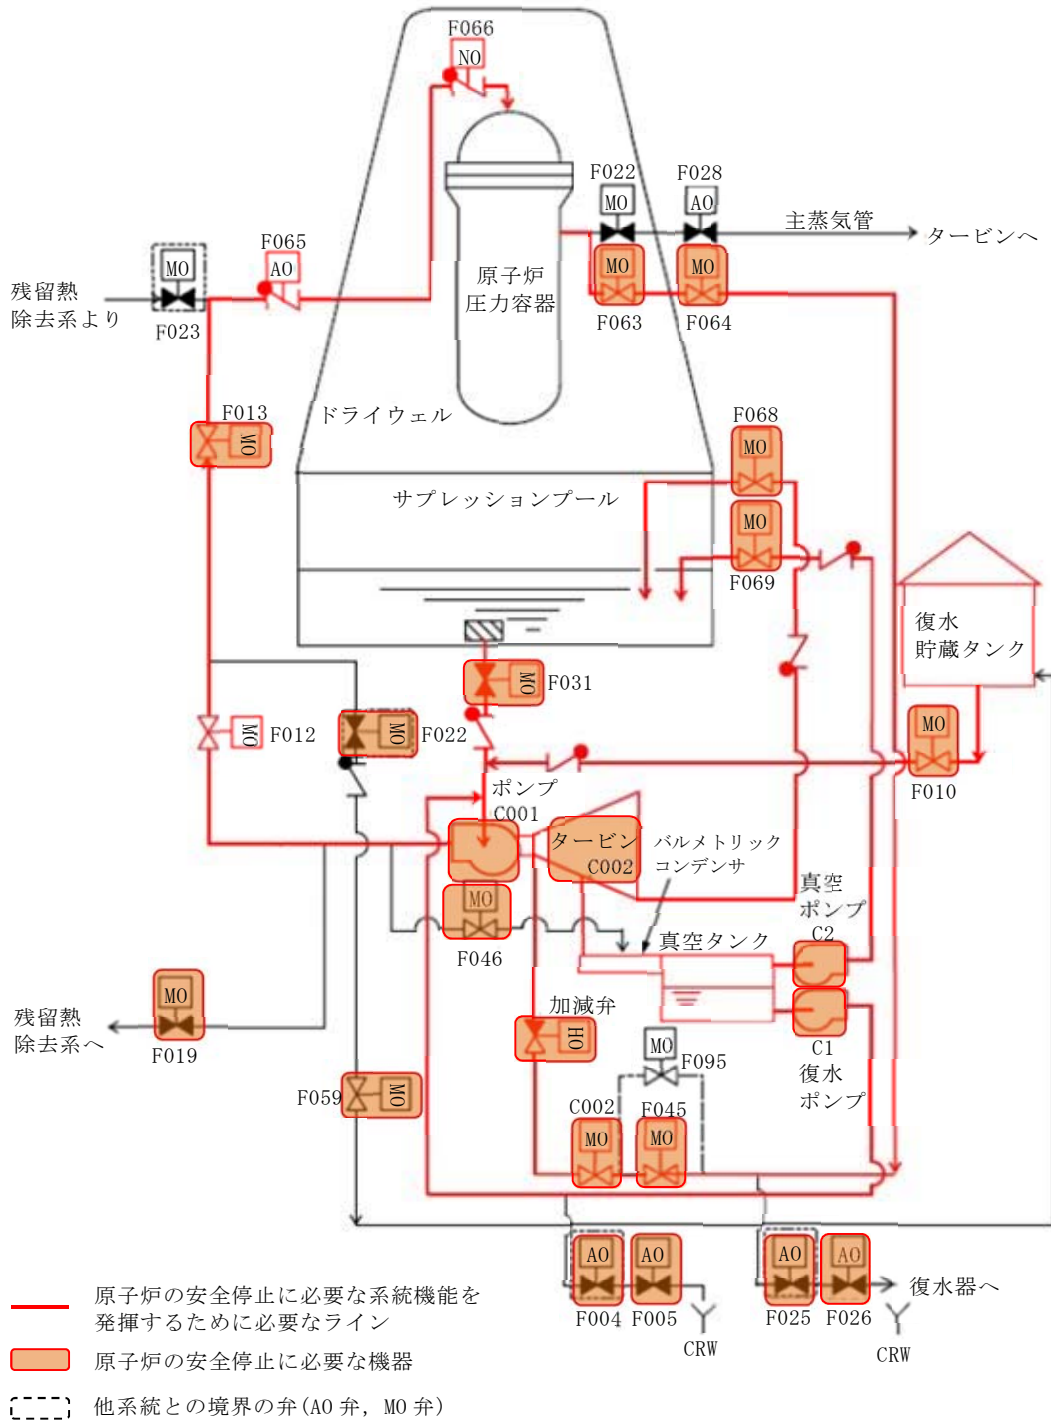 F066
NO
F022
F028
MO
AO
主蒸気管
タービンへ
F065
AO
MO
残留熱
除去系より
F023
原子炉
圧力容器
MO
MO
F063
F064
ドライウェル
F013
MO
F068
MO
サプレッションプール
MO
F069
復水
貯蔵タンク
MO
F031
MO
F012
MO
F022
MO
F010
ポンプ
C001
タービン
C002
バルメトリック
コンデンサ
真空
ポンプ
C2
MO
F046
真空タンク
残留熱
除去系へ
MO
F019
加減弁
HO
C1
復水
ポンプ
MO
F095
F059
MO
C002
F045
MO
MO
AO
AO
AO
AO
F004
F005
F025
F026
復水器へ
CRW
CRW
原子炉の安全停止に必要な系統機能を
発揮するために必要なライン
原子炉の安全停止に必要な機器
他系統との境界の弁(AO 弁, MO 弁)